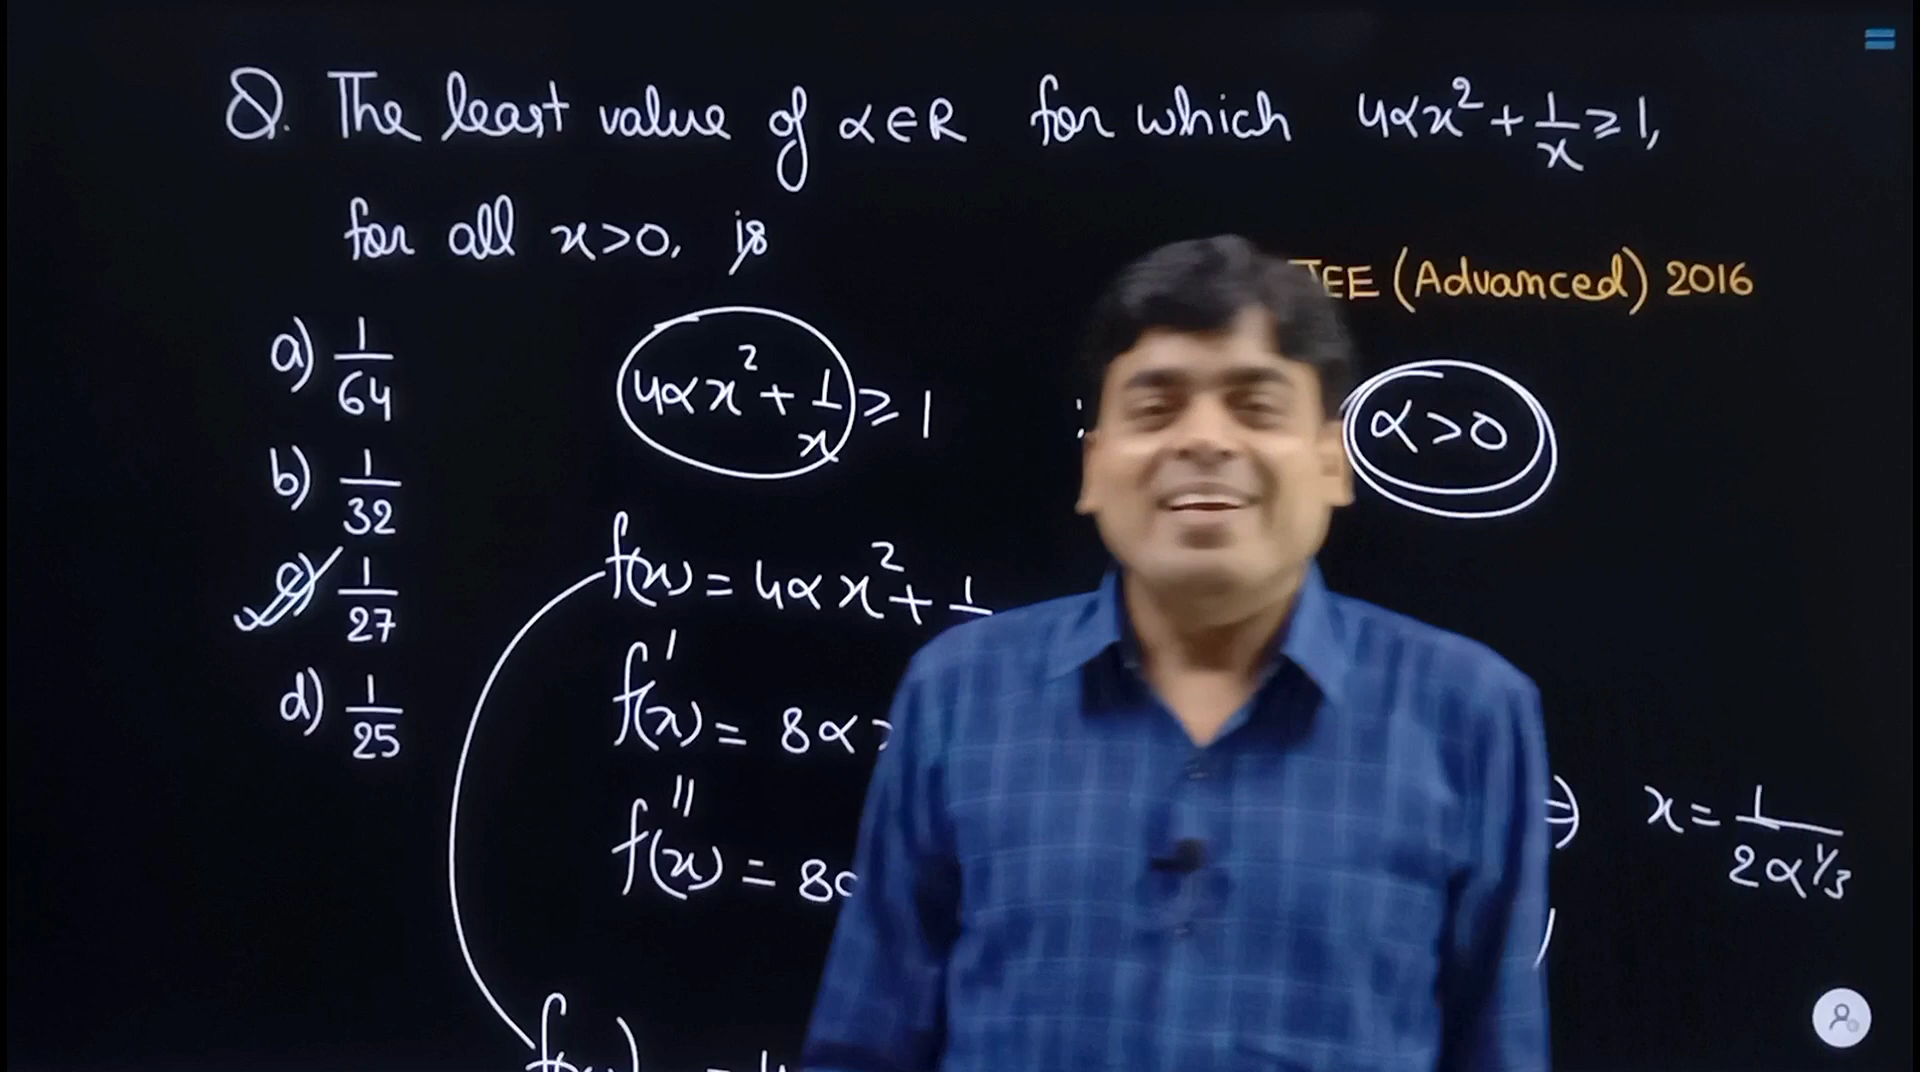 Q. The least value of α∈R for which 4αx² + 1/x ≥ 1,
for all x>0, is
JEE (Advanced) 2016
a) 1/64
4αx² + 1/x ≥ 1
α>0
b) 1/32
c) 1/27
f(x) = 4αx² + 1
f'(x) = 8α
d) 1/25
f''(x) = 8α
⇒ x = 1/2α^1/3
f(x)